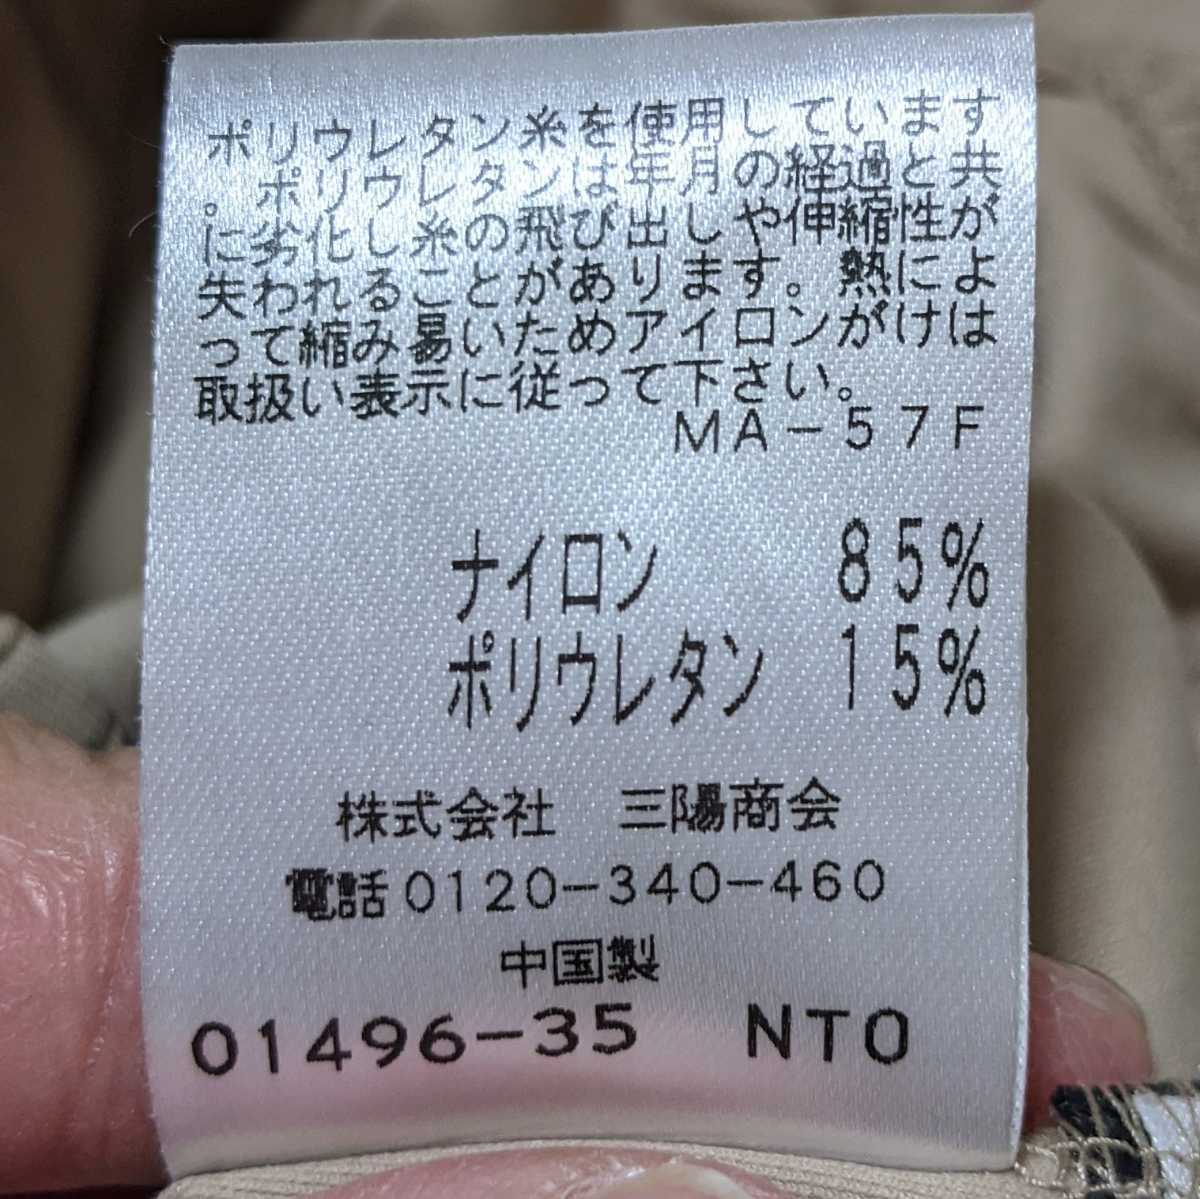 ポリウレタン糸を使用しています
。ポリウレタンは年月の経過と共
に劣化し糸の飛び出しや伸縮性が
失われることがあります。熱によ
って縮み易いためアイロンがけは
取扱い表示に従って下さい。
MA-57F
ナイロン 85%
ポリウレタン 15%
株式会社 三陽商会
電話0120-340-460
中国製
01496-35 NTO